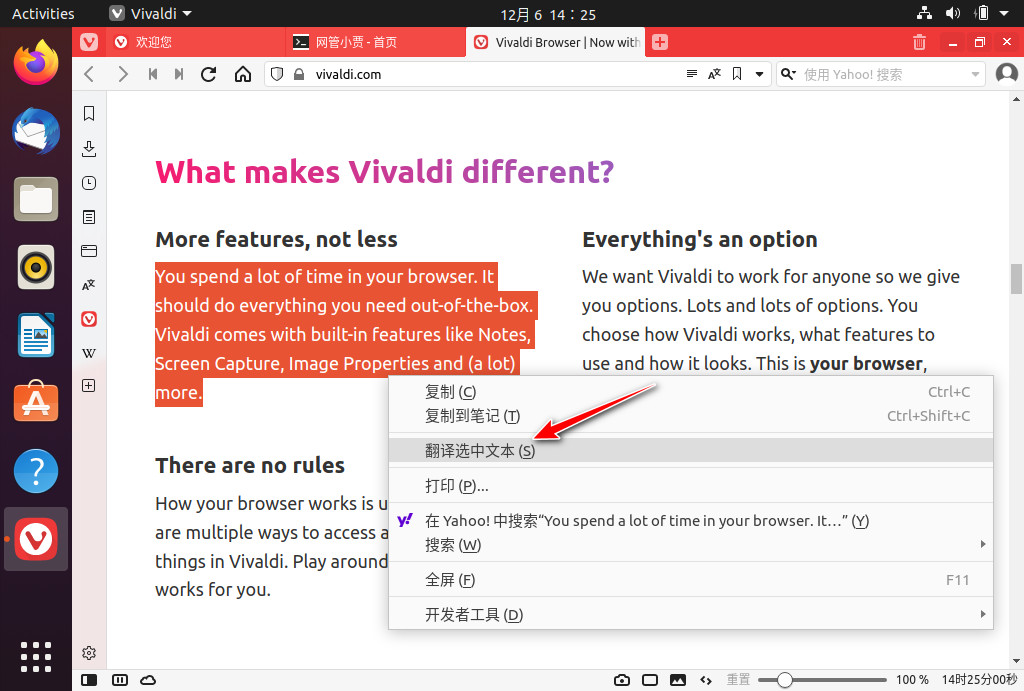 Activities
Vivaldi
12月 6 14：25
欢迎您
网管小贾 - 首页
Vivaldi Browser | Now with
vivaldi.com
使用 Yahoo! 搜索
What makes Vivaldi different?
More features, not less
You spend a lot of time in your browser. It
should do everything you need out-of-the-box.
Vivaldi comes with built-in features like Notes,
Screen Capture, Image Properties and (a lot)
more.
Everything's an option
We want Vivaldi to work for anyone so we give
you options. Lots and lots of options. You
choose how Vivaldi works, what features to
use and how it looks. This is your browser,
There are no rules
How your browser works is u
are multiple ways to access a
things in Vivaldi. Play around
works for you.
复制 (C) Ctrl+C
复制到笔记 (T) Ctrl+Shift+C
翻译选中文本 (S)
打印 (P)...
y! 在 Yahoo! 中搜索“You spend a lot of time in your browser. It…” (Y)
搜索 (W)
全屏 (F) F11
开发者工具 (D)
重置
100 %
14时25分00秒